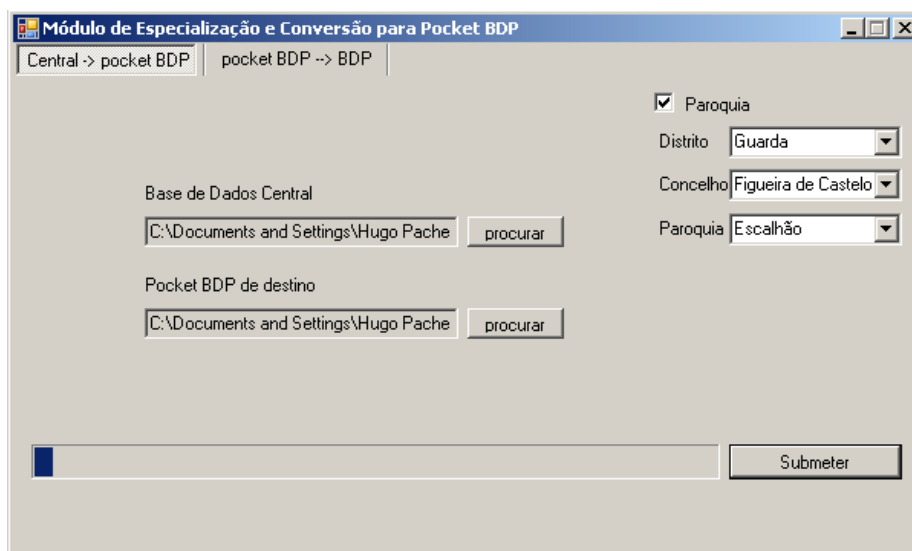 Módulo de Especialização e Conversão para Pocket BDP
Central -> pocket BDP
pocket BDP --> BDP
Paroquia
Distrito Guarda
Concelho Figueira de Castelo
Paroquia Escalhão
Base de Dados Central
C:\Documents and Settings\Hugo Pache procurar
Pocket BDP de destino
C:\Documents and Settings\Hugo Pache procurar
Submeter